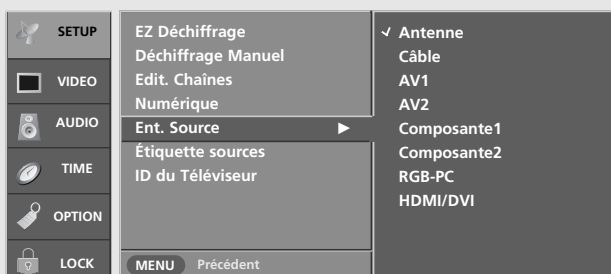 SETUP
VIDEO
AUDIO
TIME
OPTION
LOCK
EZ Déchiffrage
Déchiffrage Manuel
Edit. Chaînes
Numérique
Ent. Source ►
Étiquette sources
ID du Téléviseur
MENU Précédent
✓ Antenne
Câble
AV1
AV2
Composante1
Composante2
RGB-PC
HDMI/DVI